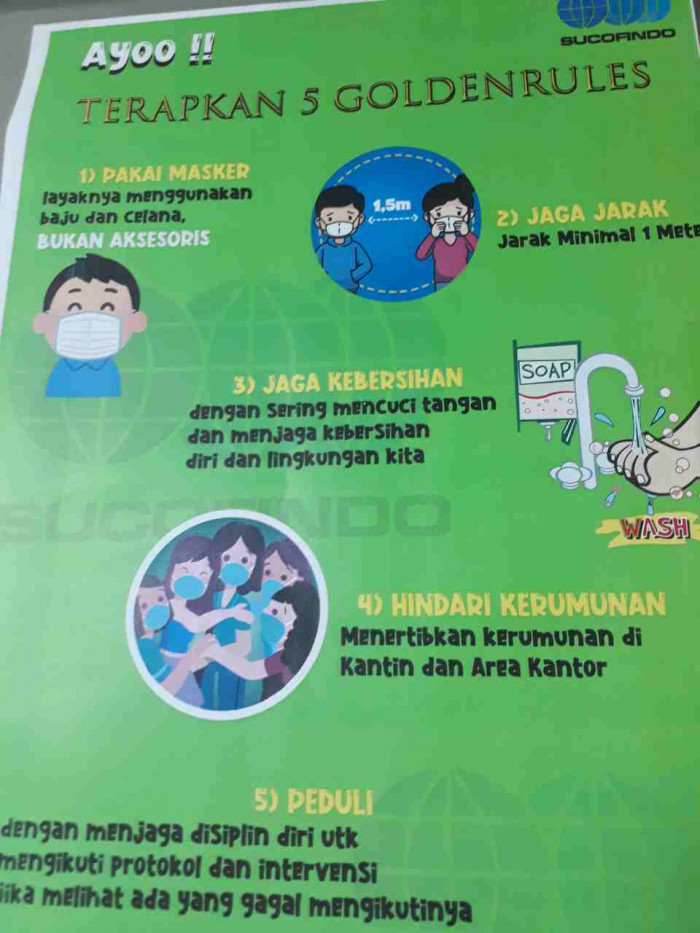 Ayoo !!
SUCOFINDO
TERAPKAN 5 GOLDENRULES
1) PAKAI MASKER
layaknya menggunakan
baju dan celana,
BUKAN AKSESORIS
1,5m
2) JAGA JARAK
Jarak Minimal 1 Mete
3) JAGA KEBERSIHAN
dengan sering mencuci tangan
dan menjaga kebersihan
diri dan lingkungan kita
SOAP
WASH
SUCOFINDO
4) HINDARI KERUMUNAN
Menertibkan kerumunan di
Kantin dan Area Kantor
5) PEDULI
dengan menjaga disiplin diri utk
mengikuti protokol dan intervensi
jika melihat ada yang gagal mengikutinya